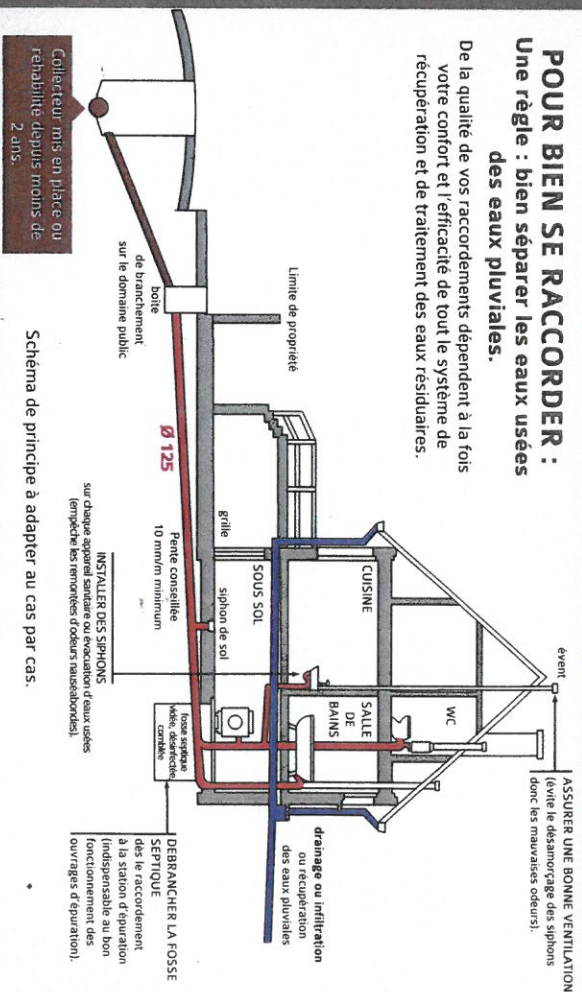 POUR BIEN SE RACCORDER :
Une règle : bien séparer les eaux usées
des eaux pluviales.
De la qualité de vos raccordements dépendent à la fois
votre confort et l'efficacité de tout le système de
récupération et de traitement des eaux résiduaires.
évent
ASSURER UNE BONNE VENTILATION
(évite le désamorçage des siphons
donc les mauvaises odeurs).
WC
CUISINE
SALLE
DE
BAINS
Limite de propriété
grille
SOUS SOL
siphon de sol
drainage ou infiltration
ou récupération
des eaux pluviales
boîte
de branchement
sur le domaine public
Ø 125
Pente conseillée
10 mm/m minimum
fosse septique
vidée, désinfectée
comblée
INSTALLER DES SIPHONS
sur chaque appareil sanitaire ou évacuation d'eaux usées
(empêche les remontées d'odeurs nauséabondes).
DEBRANCHER LA FOSSE
SEPTIQUE
dès le raccordement
à la station d'épuration
(indispensable au bon
fonctionnement des
ouvrages d'épuration).
Collecteur mis en place ou
réhabilité depuis moins de
2 ans.
Schéma de principe à adapter au cas par cas.